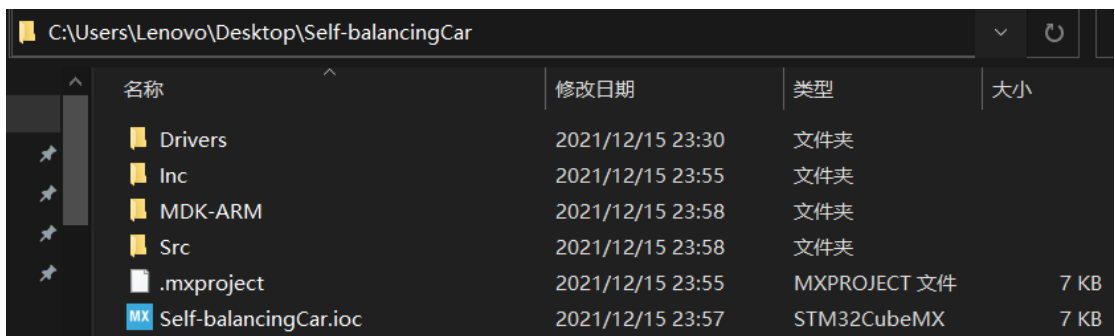 C:\Users\Lenovo\Desktop\Self-balancingCar
名称 修改日期 类型 大小
Drivers 2021/12/15 23:30 文件夹
Inc 2021/12/15 23:55 文件夹
MDK-ARM 2021/12/15 23:58 文件夹
Src 2021/12/15 23:58 文件夹
.mxproject 2021/12/15 23:55 MXPROJECT 文件 7 KB
MX Self-balancingCar.ioc 2021/12/15 23:57 STM32CubeMX 7 KB